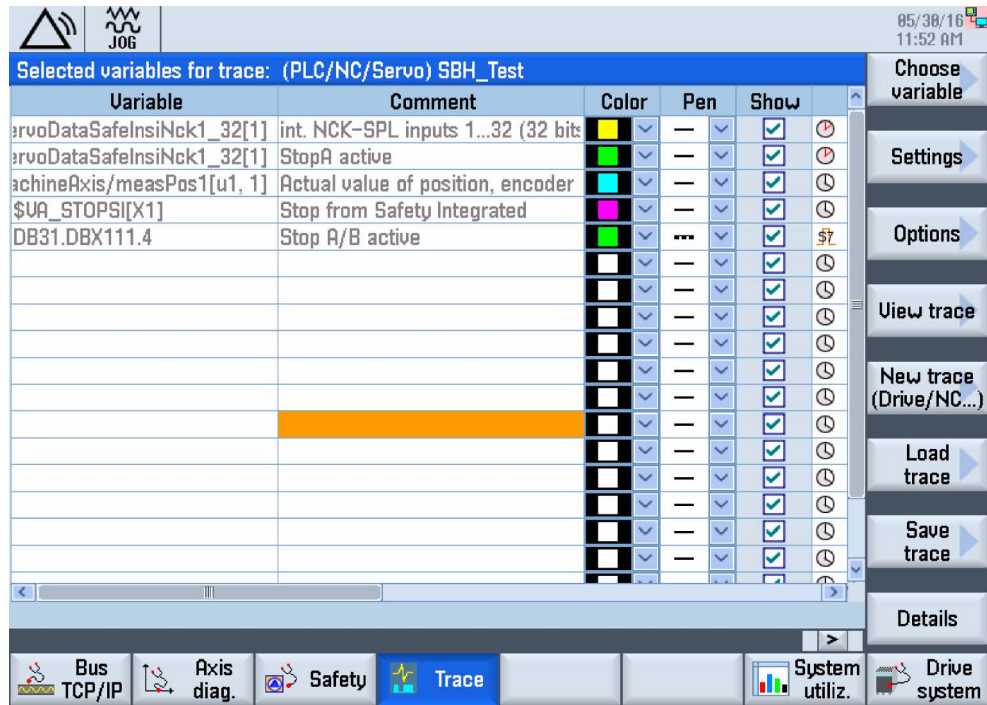 JOG
05/30/16
11:52 AM
Selected variables for trace: (PLC/NC/Servo) SBH_Test
Variable Comment Color Pen Show
ervoDataSafeInsiNck1_32[1] int. NCK-SPL inputs 1...32 (32 bits
ervoDataSafeInsiNck1_32[1] StopA active
achineAxis/measPos1[u1, 1] Actual value of position, encoder
$VA_STOPSI[X1] Stop from Safety Integrated
DB31.DBX111.4 Stop A/B active
Choose
variable
Settings
Options
View trace
New trace
(Drive/NC...)
Load
trace
Save
trace
Details
>
Bus
TCP/IP
Axis
diag.
Safety
Trace
System
utiliz.
Drive
system